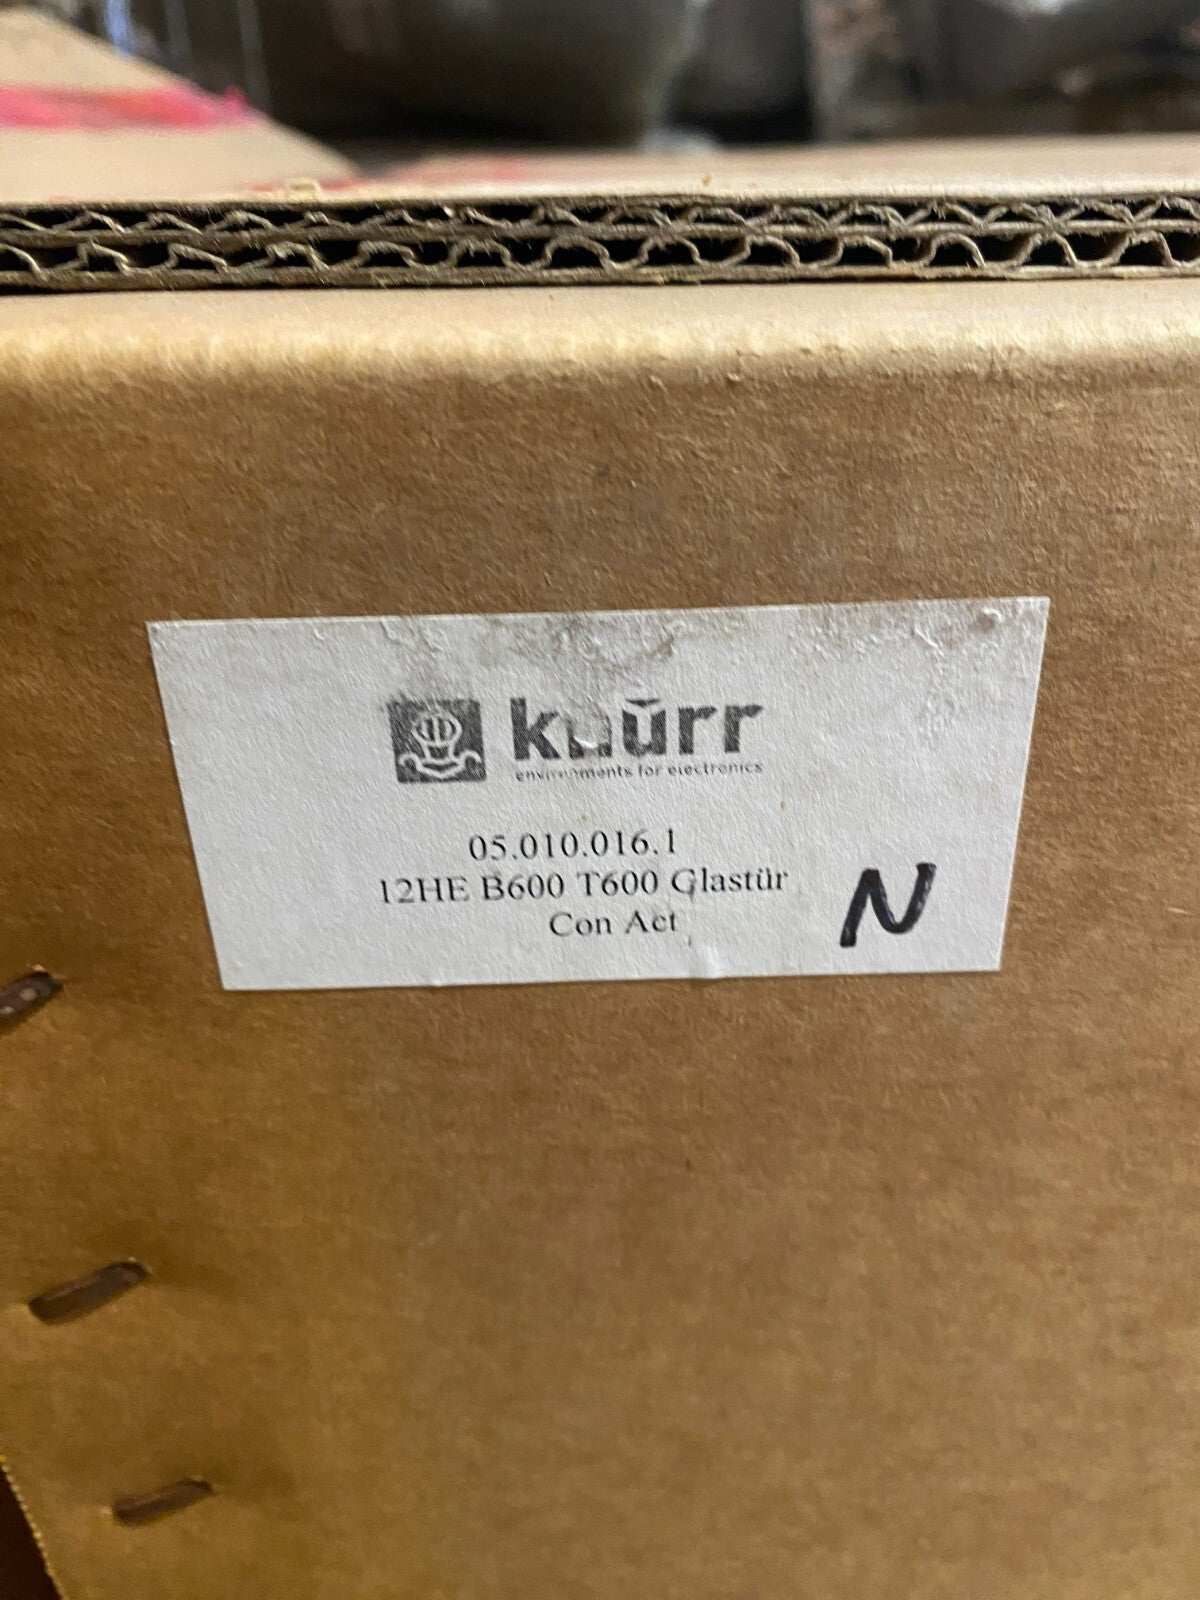 knürr
environments for electronics
05.010.016.1
12HE B600 T600 Glastür
Con Act
N